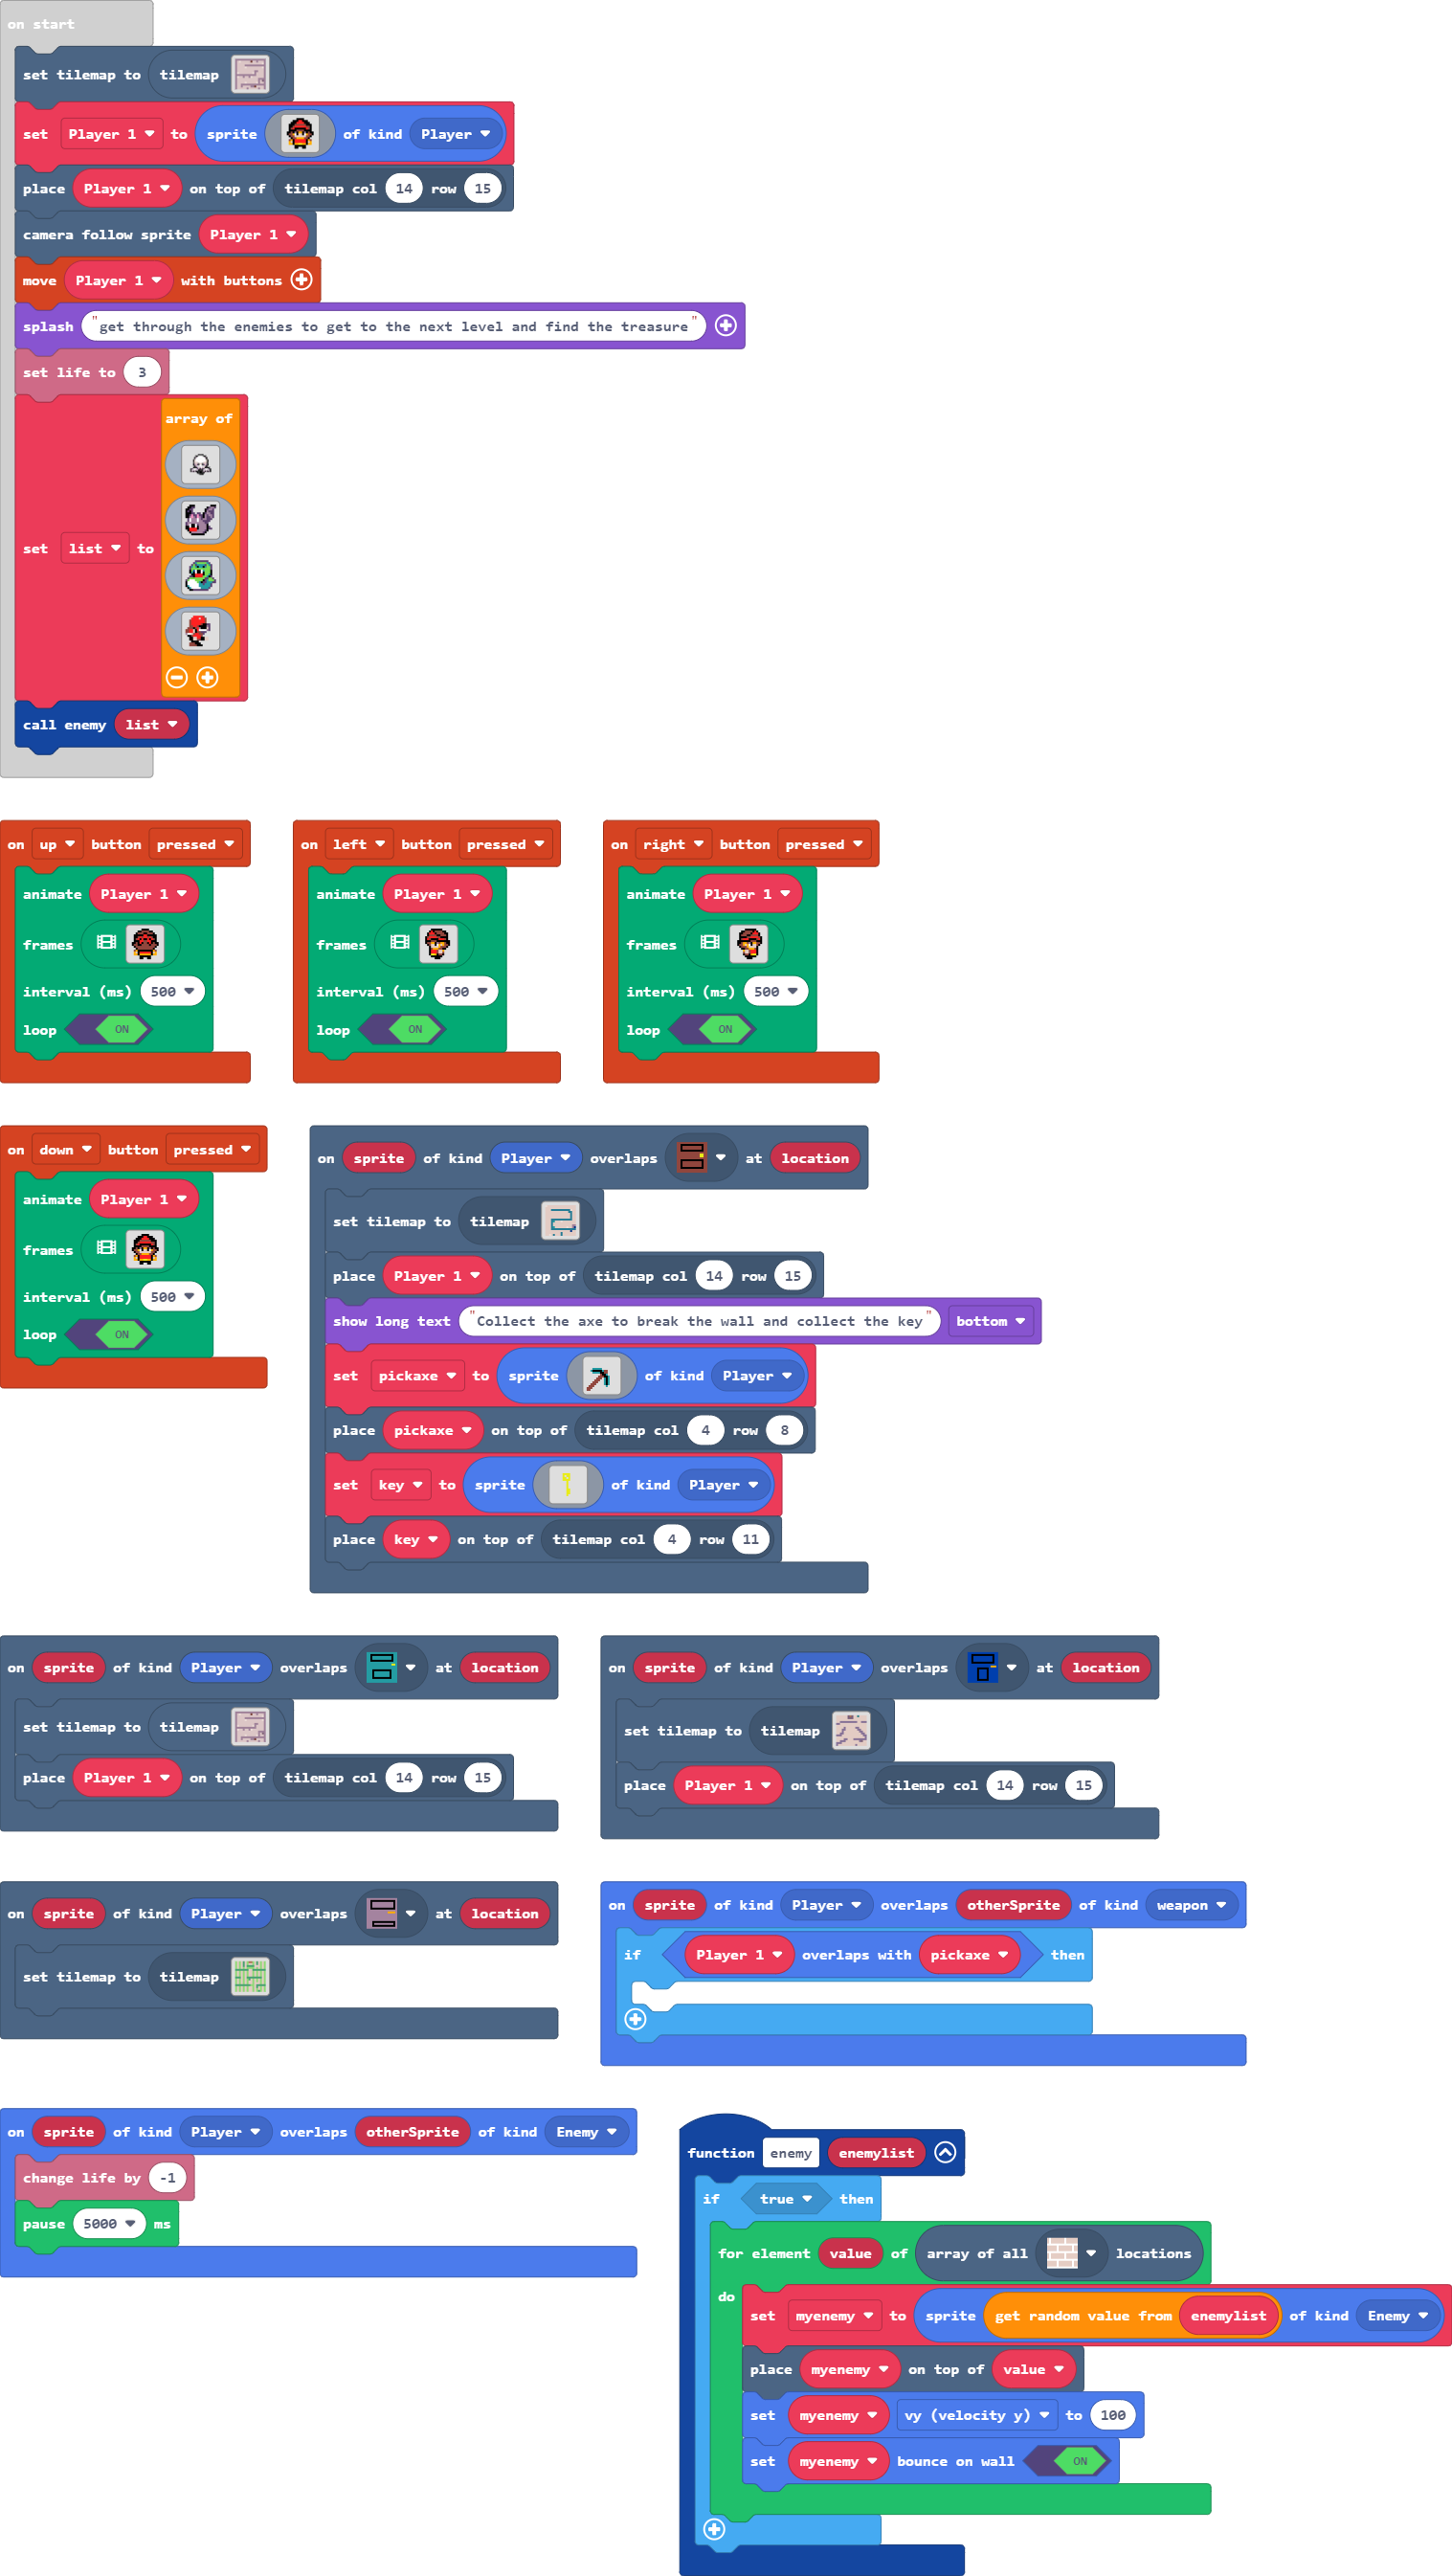 on start
set tilemap to tilemap
set Player 1 to sprite of kind Player
place Player 1 on top of tilemap col 14 row 15
camera follow sprite Player 1
move Player 1 with buttons
splash "get through the enemies to get to the next level and find the treasure"
set life to 3
array of
set list to
call enemy list
on up button pressed
animate Player 1
frames
interval (ms) 500
loop ON
on left button pressed
animate Player 1
frames
interval (ms) 500
loop ON
on right button pressed
animate Player 1
frames
interval (ms) 500
loop ON
on down button pressed
animate Player 1
frames
interval (ms) 500
loop ON
on sprite of kind Player overlaps at location
set tilemap to tilemap
place Player 1 on top of tilemap col 14 row 15
show long text "Collect the axe to break the wall and collect the key" bottom
set pickaxe to sprite of kind Player
place pickaxe on top of tilemap col 4 row 8
set key to sprite of kind Player
place key on top of tilemap col 4 row 11
on sprite of kind Player overlaps at location
set tilemap to tilemap
place Player 1 on top of tilemap col 14 row 15
on sprite of kind Player overlaps at location
set tilemap to tilemap
place Player 1 on top of tilemap col 14 row 15
on sprite of kind Player overlaps at location
set tilemap to tilemap
on sprite of kind Player overlaps otherSprite of kind weapon
if Player 1 overlaps with pickaxe then
on sprite of kind Player overlaps otherSprite of kind Enemy
change life by -1
pause 5000 ms
function enemy enemylist
if true then
for element value of array of all locations
do
set myenemy to sprite get random value from enemylist of kind Enemy
place myenemy on top of value
set myenemy vy (velocity y) to 100
set myenemy bounce on wall ON